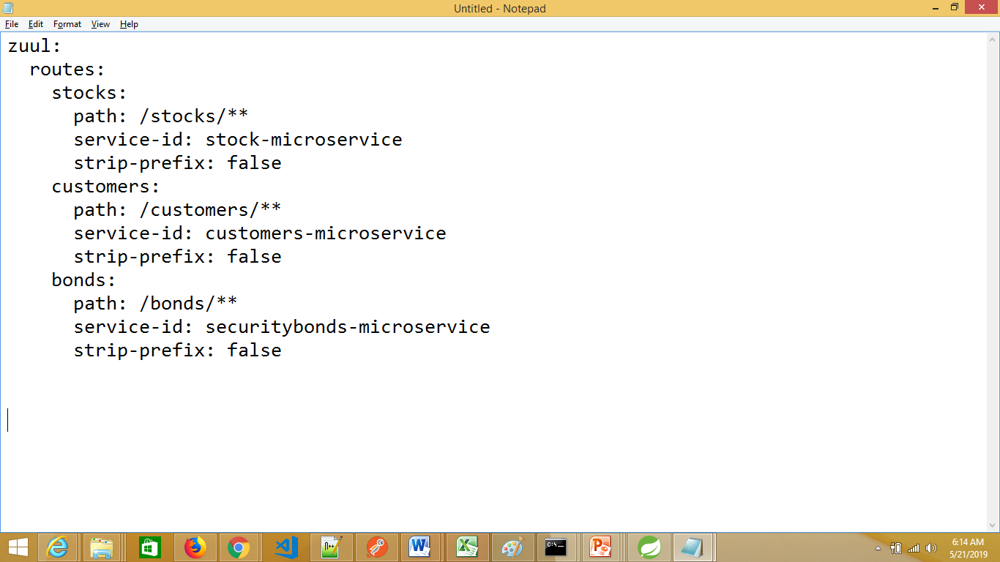 Untitled - Notepad
File Edit Format View Help
zuul:
  routes:
    stocks:
      path: /stocks/**
      service-id: stock-microservice
      strip-prefix: false
    customers:
      path: /customers/**
      service-id: customers-microservice
      strip-prefix: false
    bonds:
      path: /bonds/**
      service-id: securitybonds-microservice
      strip-prefix: false
6:14 AM
5/21/2019